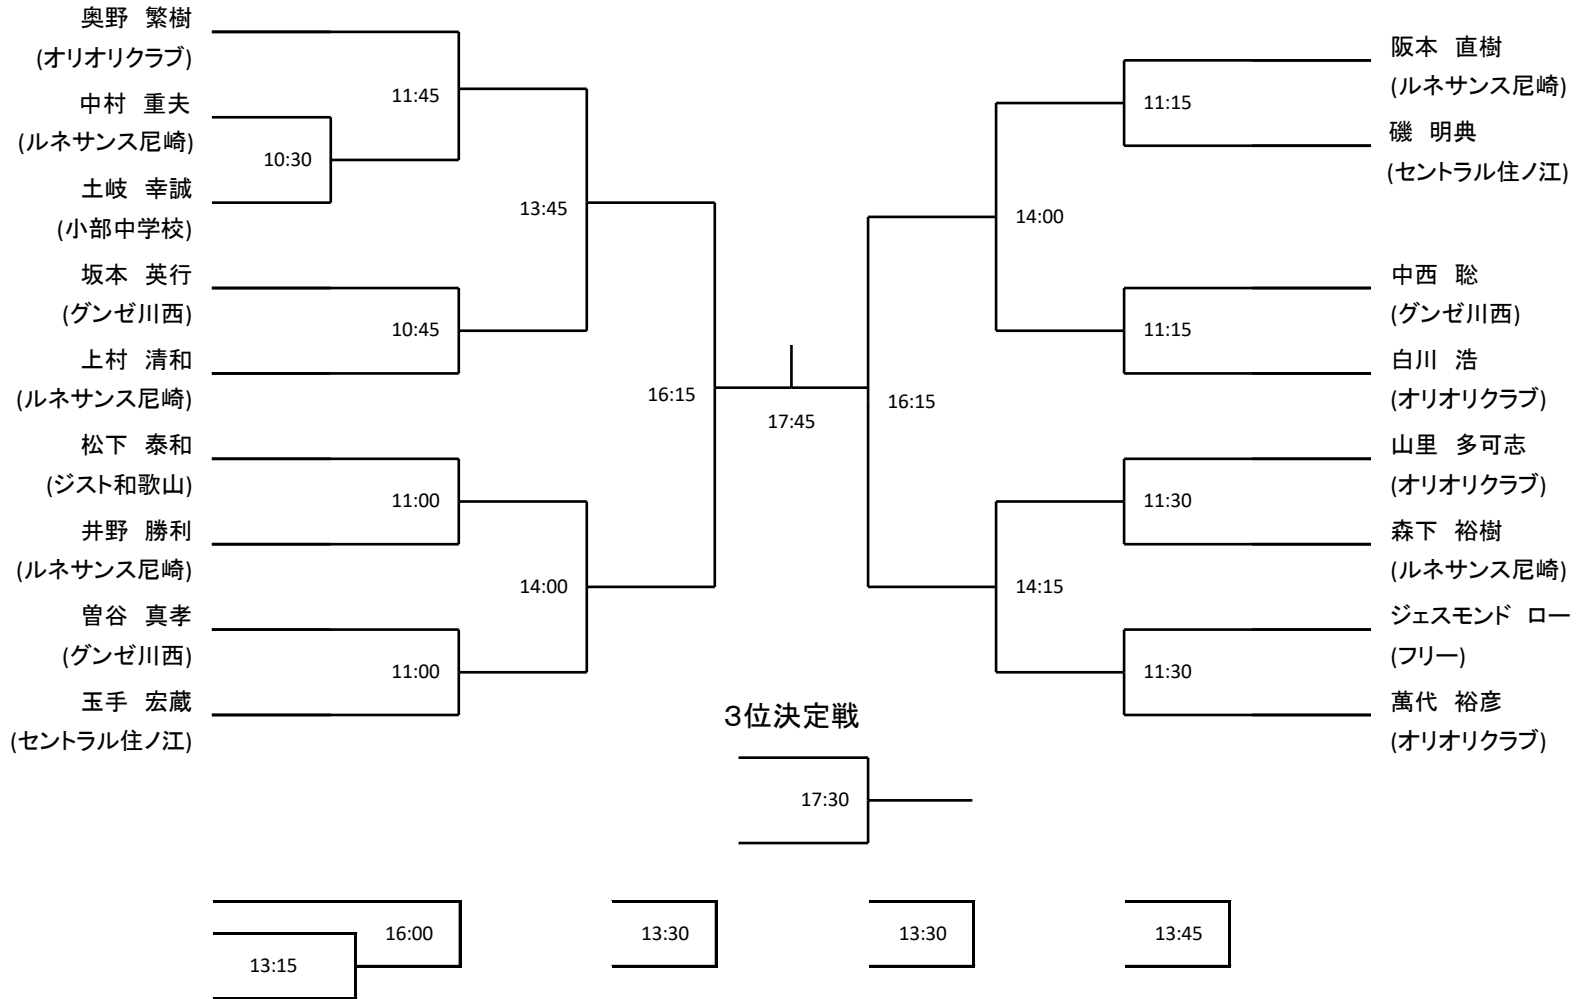 奥野　繁樹
(オリオリクラブ)
中村　重夫
(ルネサンス尼崎)
土岐　幸誠
(小部中学校)
坂本　英行
(グンゼ川西)
上村　清和
(ルネサンス尼崎)
松下　泰和
(ジスト和歌山)
井野　勝利
(ルネサンス尼崎)
曽谷　真孝
(グンゼ川西)
玉手　宏蔵
(セントラル住ノ江)
11:45
10:30
10:45
11:00
11:00
13:45
14:00
16:15
17:45
16:15
14:00
14:15
11:15
11:15
11:30
11:30
阪本　直樹
(ルネサンス尼崎)
磯　明典
(セントラル住ノ江)
中西　聡
(グンゼ川西)
白川　浩
(オリオリクラブ)
山里　多可志
(オリオリクラブ)
森下　裕樹
(ルネサンス尼崎)
ジェスモンド　ロー
(フリー)
萬代　裕彦
(オリオリクラブ)
３位決定戦
17:30
16:00
13:15
13:30
13:30
13:45